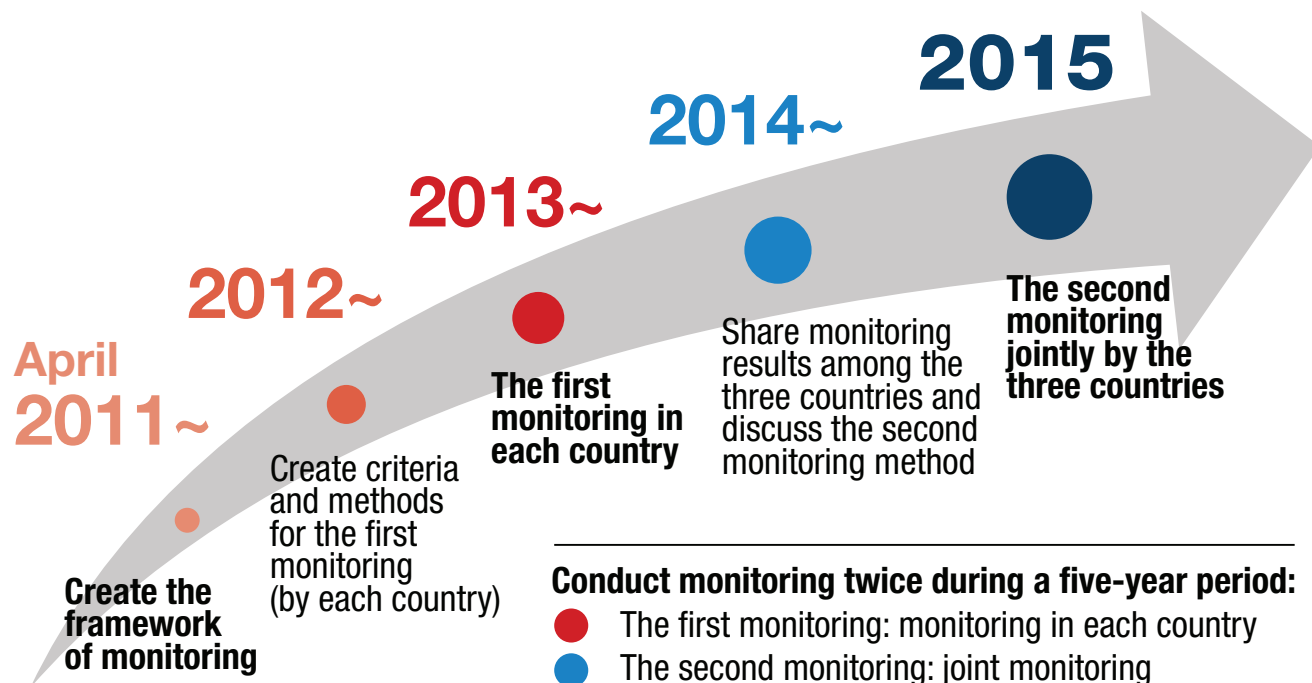 April
2011~
Create the
framework
of monitoring
2012~
Create criteria
and methods
for the first
monitoring
(by each country)
2013~
The first
monitoring in
each country
2014~
Share monitoring
results among the
three countries and
discuss the second
monitoring method
2015
The second
monitoring
jointly by the
three countries
Conduct monitoring twice during a five-year period:
The first monitoring: monitoring in each country
The second monitoring: joint monitoring